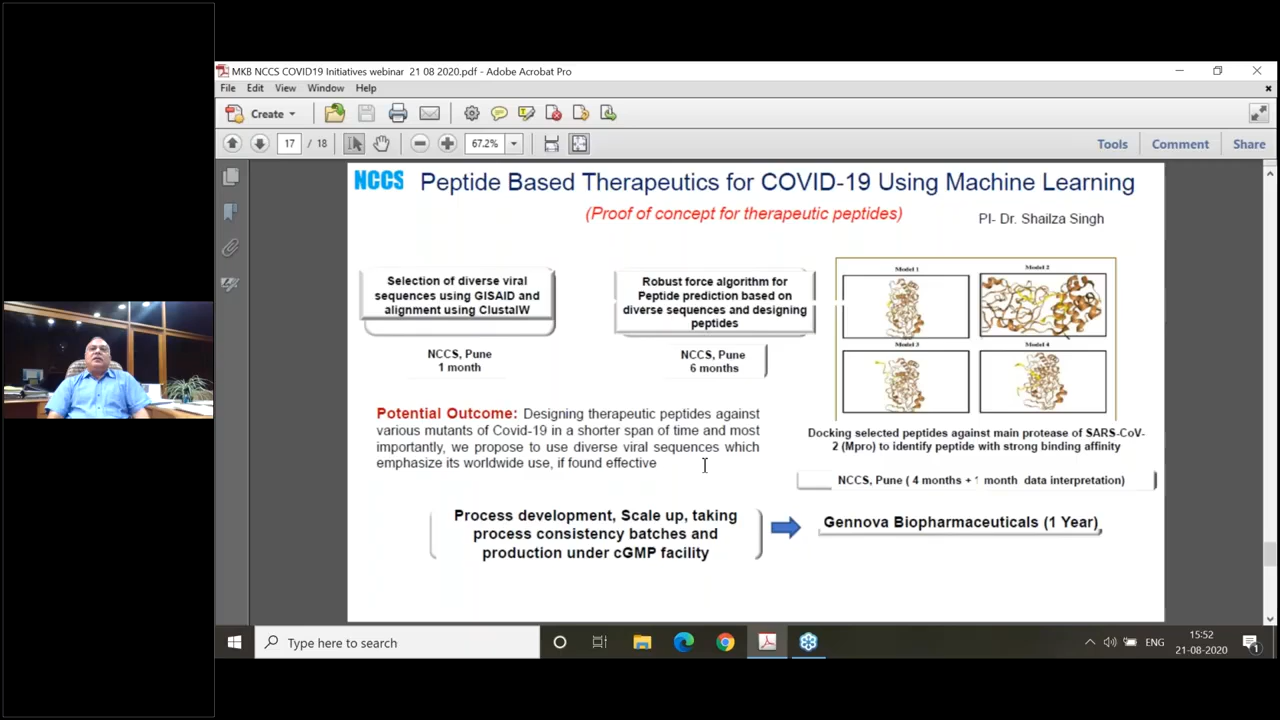 MKB NCCS COVID19 Initiatives webinar 21 08 2020.pdf - Adobe Acrobat Pro
File Edit View Window Help
Create
17 / 18
67.2%
Tools Comment Share
NCCS Peptide Based Therapeutics for COVID-19 Using Machine Learning
(Proof of concept for therapeutic peptides)
PI- Dr. Shailza Singh
Selection of diverse viral
sequences using GISAID and
alignment using ClustalW
NCCS, Pune
1 month
Robust force algorithm for
Peptide prediction based on
diverse sequences and designing
peptides
NCCS, Pune
6 months
Model 1
Model 2
Model 3
Model 4
Docking selected peptides against main protease of SARS-CoV-
2 (Mpro) to identify peptide with strong binding affinity
NCCS, Pune ( 4 months + 1 month data interpretation)
Potential Outcome: Designing therapeutic peptides against
various mutants of Covid-19 in a shorter span of time and most
importantly, we propose to use diverse viral sequences which
emphasize its worldwide use, if found effective
Process development, Scale up, taking
process consistency batches and
production under cGMP facility
Gennova Biopharmaceuticals (1 Year)
Type here to search
ENG
15:52
21-08-2020
1